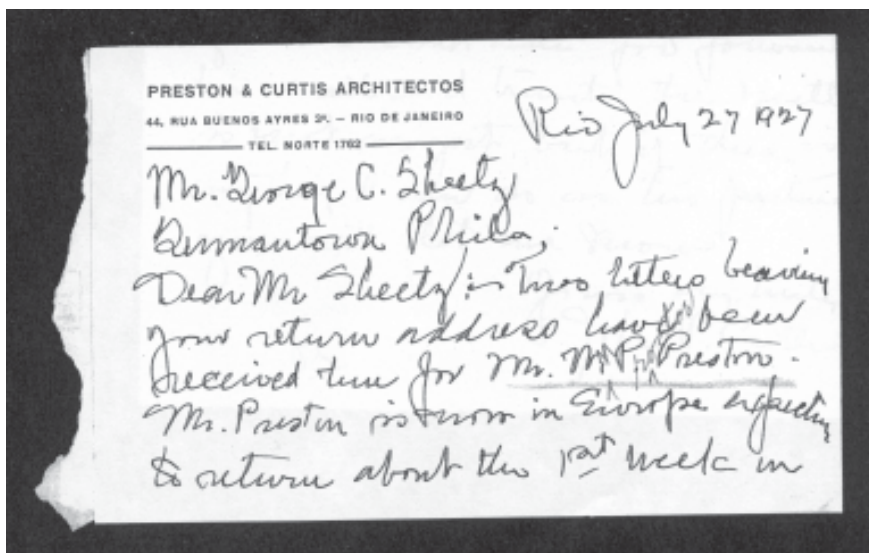 PRESTON & CURTIS ARCHITECTOS
44, RUA BUENOS AYRES 2º. – RIO DE JANEIRO
TEL. NORTE 1762
Rio July 27 1927
Mr. George C. Sheetz
Germantown Phila.
Dear Mr Sheetz:– Two letters bearing
your return address have been
received here for Mr. Preston.
Mr. Preston is now in Europe expecting
to return about the 1st week in